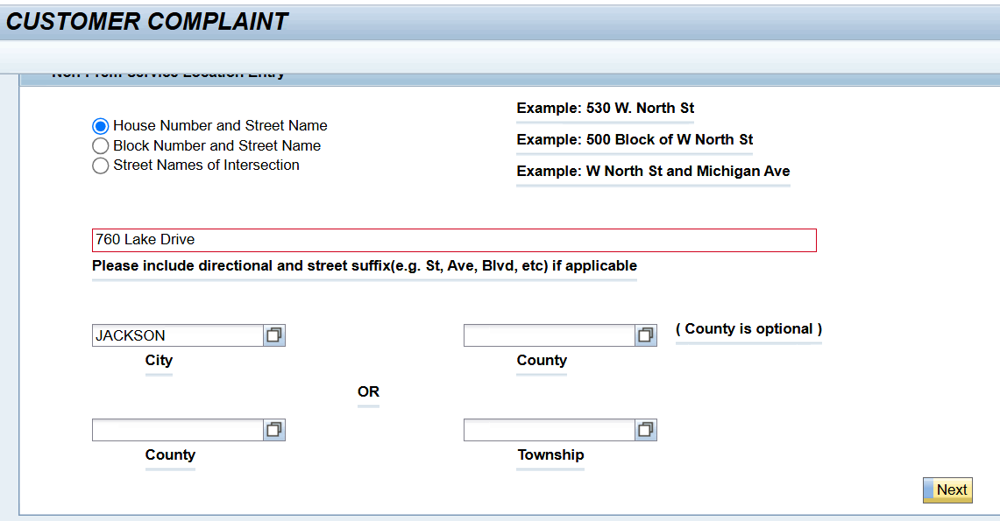 CUSTOMER COMPLAINT
Service Location Entry
House Number and Street Name
Block Number and Street Name
Street Names of Intersection
Example: 530 W. North St
Example: 500 Block of W North St
Example: W North St and Michigan Ave
760 Lake Drive
Please include directional and street suffix(e.g. St, Ave, Blvd, etc) if applicable
JACKSON
( County is optional )
City
County
OR
County
Township
Next